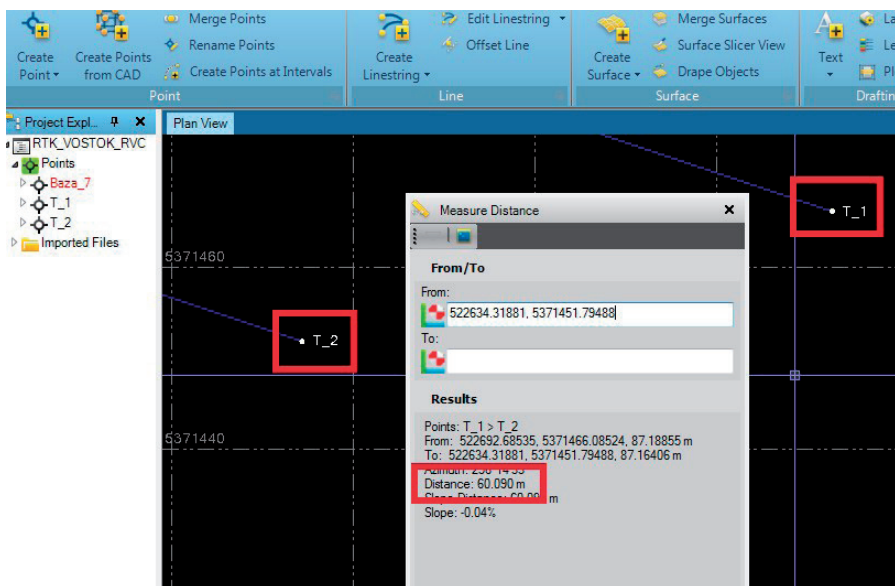 Create
Point
Create Points
from CAD
Merge Points
Rename Points
Create Points at Intervals
Point
Create
Linestring
Edit Linestring
Offset Line
Line
Create
Surface
Merge Surfaces
Surface Slicer View
Drape Objects
Surface
Text
La
Le
Pl
Draftin
Project Expl...
RTK_VOSTOK_RVC
Points
Baza_7
T_1
T_2
Imported Files
Plan View
5371460
T_2
5371440
T_1
Measure Distance
From/To
From:
522634.31881, 5371451.79488
To:
Results
Points: T_1 > T_2
From: 522692.68535, 5371466.08524, 87.18855 m
To: 522634.31881, 5371451.79488, 87.16406 m
Distance: 60.090 m
Slope: -0.04%